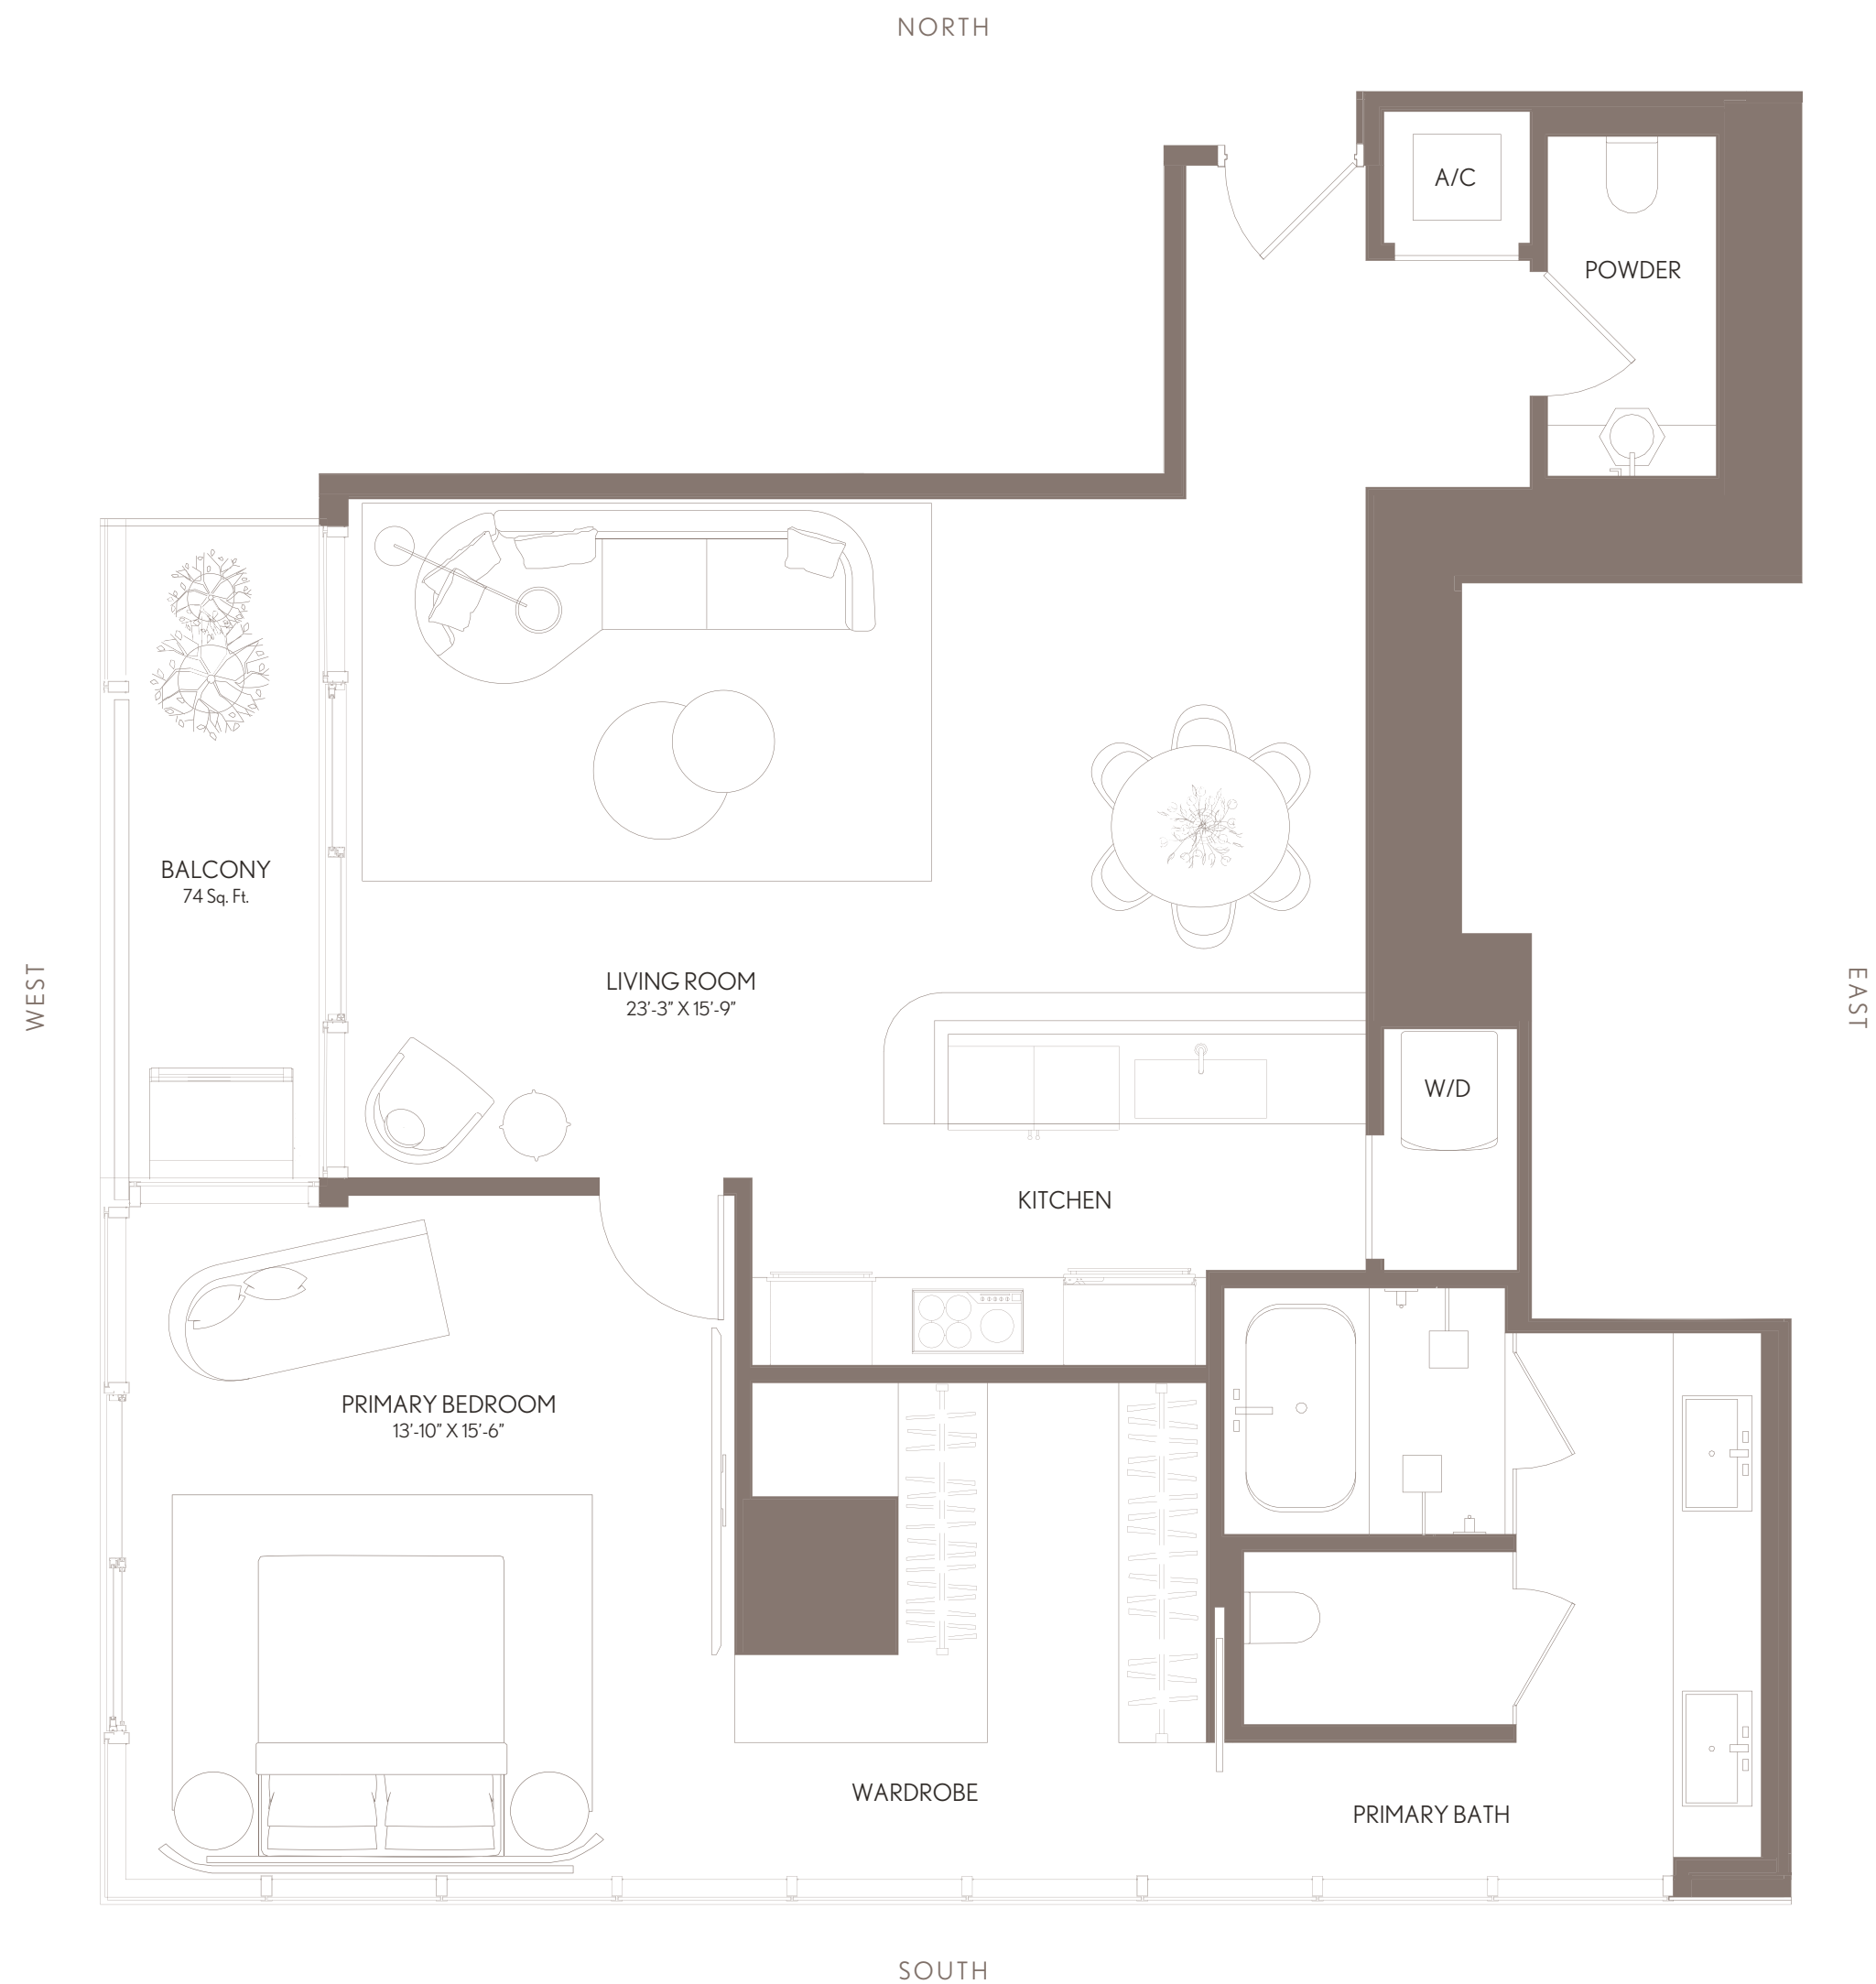 NORTH
A/C
POWDER
BALCONY
74 Sq. Ft.
WEST
EAST
LIVING ROOM
23'-3" X 15'-9"
W/D
KITCHEN
PRIMARY BEDROOM
13'-10" X 15'-6"
WARDROBE
PRIMARY BATH
SOUTH